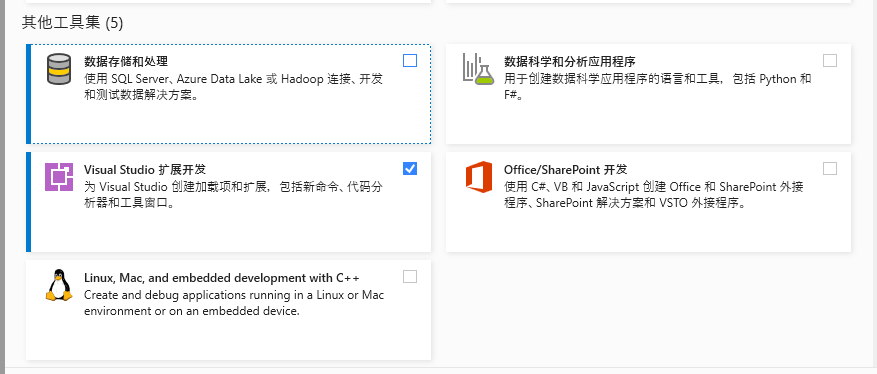 其他工具集 (5)
数据存储和处理
使用 SQL Server、Azure Data Lake 或 Hadoop 连接、开发
和测试数据解决方案。
数据科学和分析应用程序
用于创建数据科学应用程序的语言和工具，包括 Python 和
F#。
Visual Studio 扩展开发
为 Visual Studio 创建加载项和扩展，包括新命令、代码分
析器和工具窗口。
Office/SharePoint 开发
使用 C#、VB 和 JavaScript 创建 Office 和 SharePoint 外接
程序、SharePoint 解决方案和 VSTO 外接程序。
Linux, Mac, and embedded development with C++
Create and debug applications running in a Linux or Mac
environment or on an embedded device.